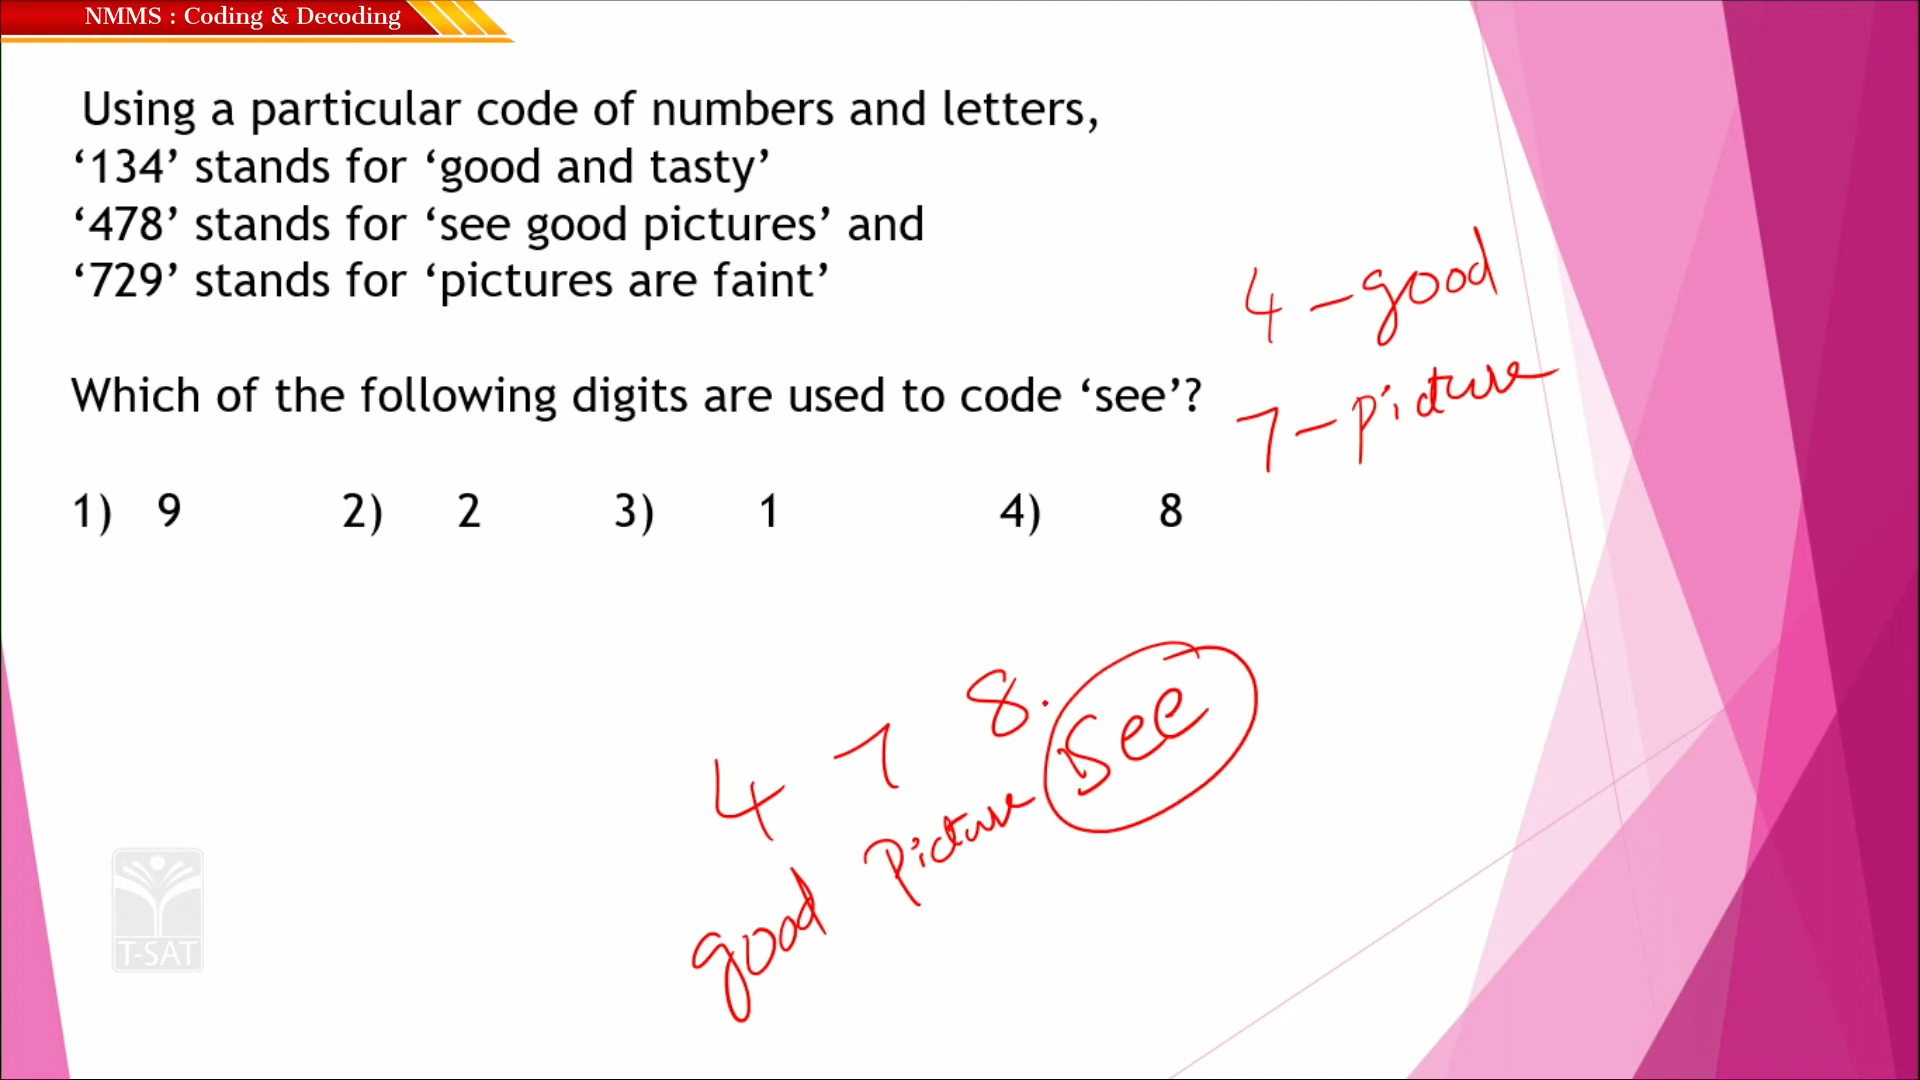 NMMS : Coding & Decoding
Using a particular code of numbers and letters,
‘134’ stands for ‘good and tasty’
‘478’ stands for ‘see good pictures’ and
‘729’ stands for ‘pictures are faint’
4 – good
Which of the following digits are used to code ‘see’?
7 – picture
1) 9 2) 2 3) 1 4) 8
4 7 8.
good picture see
T-SAT